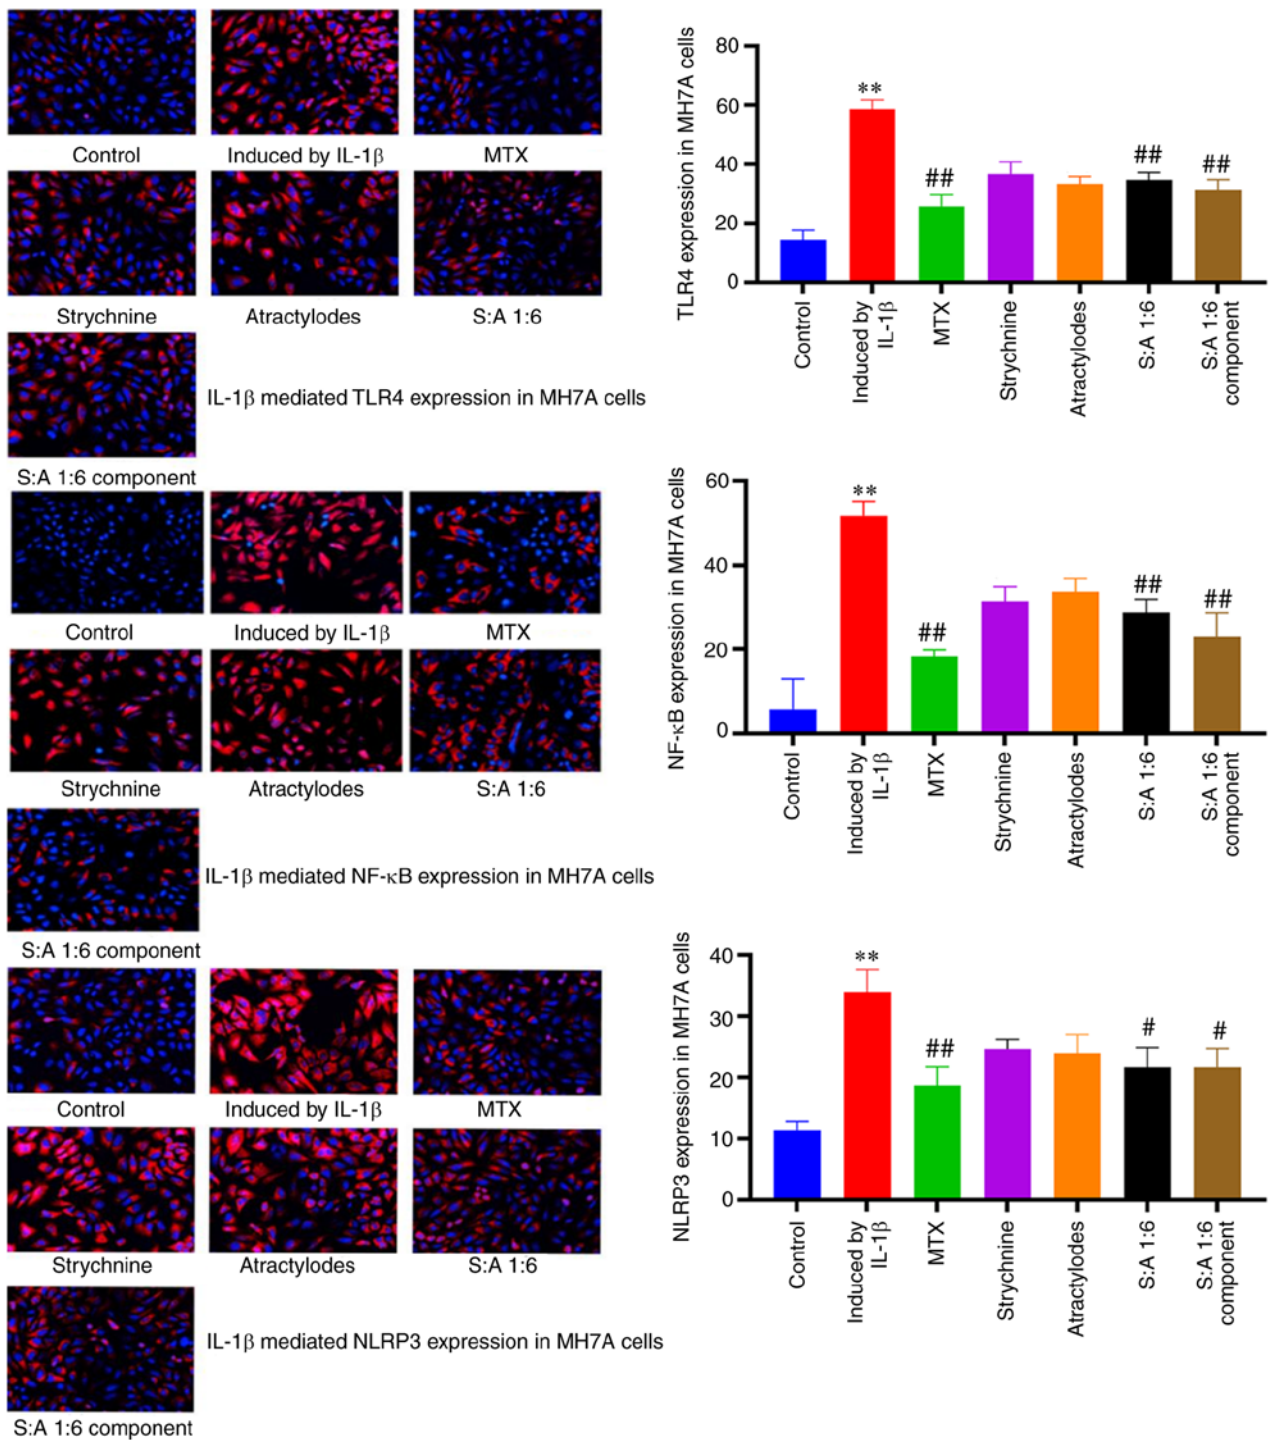 Control
Induced by IL-1β
MTX
Strychnine
Atractylodes
S:A 1:6
S:A 1:6 component
IL-1β mediated TLR4 expression in MH7A cells
TLR4 expression in MH7A cells
80
60
40
20
0
**
##
##
##
Control
Induced by
IL-1β
MTX
Strychnine
Atractylodes
S:A 1:6
S:A 1:6
component
Control
Induced by IL-1β
MTX
Strychnine
Atractylodes
S:A 1:6
S:A 1:6 component
IL-1β mediated NF-κB expression in MH7A cells
NF-κB expression in MH7A cells
60
40
20
0
**
##
##
##
Control
Induced by
IL-1β
MTX
Strychnine
Atractylodes
S:A 1:6
S:A 1:6
component
Control
Induced by IL-1β
MTX
Strychnine
Atractylodes
S:A 1:6
S:A 1:6 component
IL-1β mediated NLRP3 expression in MH7A cells
NLRP3 expression in MH7A cells
40
30
20
10
0
**
##
#
#
Control
Induced by
IL-1β
MTX
Strychnine
Atractylodes
S:A 1:6
S:A 1:6
component